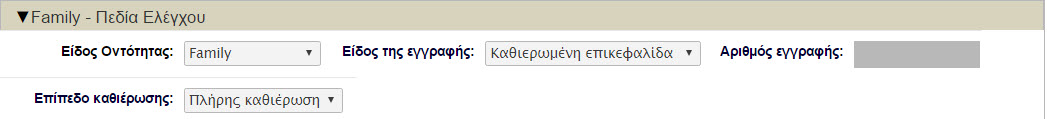 ▼Family - Πεδία Ελέγχου
Είδος Οντότητας: Family ▼ Είδος της εγγραφής: Καθιερωμένη επικεφαλίδα ▼ Αριθμός εγγραφής:
Επίπεδο καθιέρωσης: Πλήρης καθιέρωση ▼